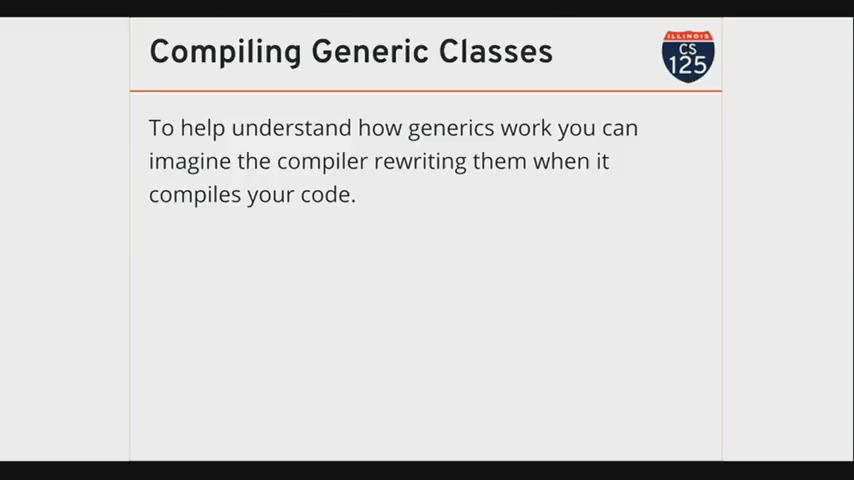 Compiling Generic Classes
ILLINOIS
CS
125
To help understand how generics work you can
imagine the compiler rewriting them when it
compiles your code.